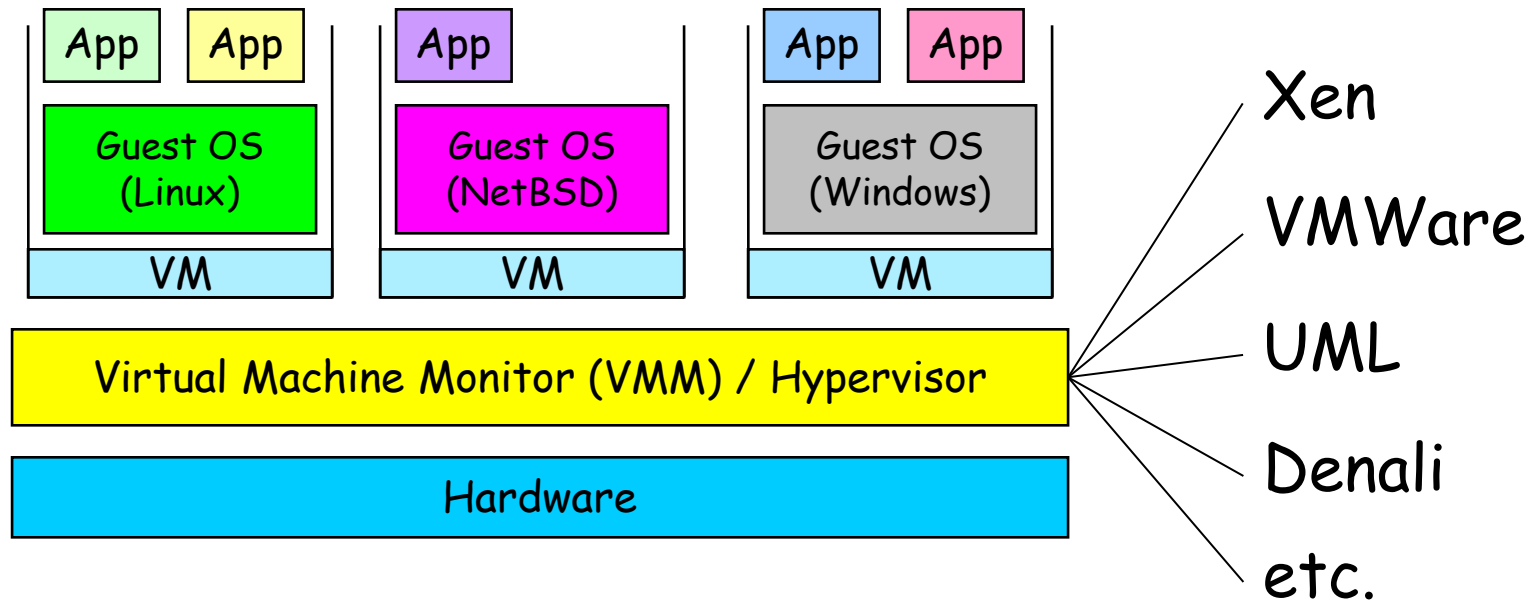 App
App
App
App
App
Guest OS
(Linux)
Guest OS
(NetBSD)
Guest OS
(Windows)
VM
VM
VM
Virtual Machine Monitor (VMM) / Hypervisor
Hardware
Xen
VMWare
UML
Denali
etc.